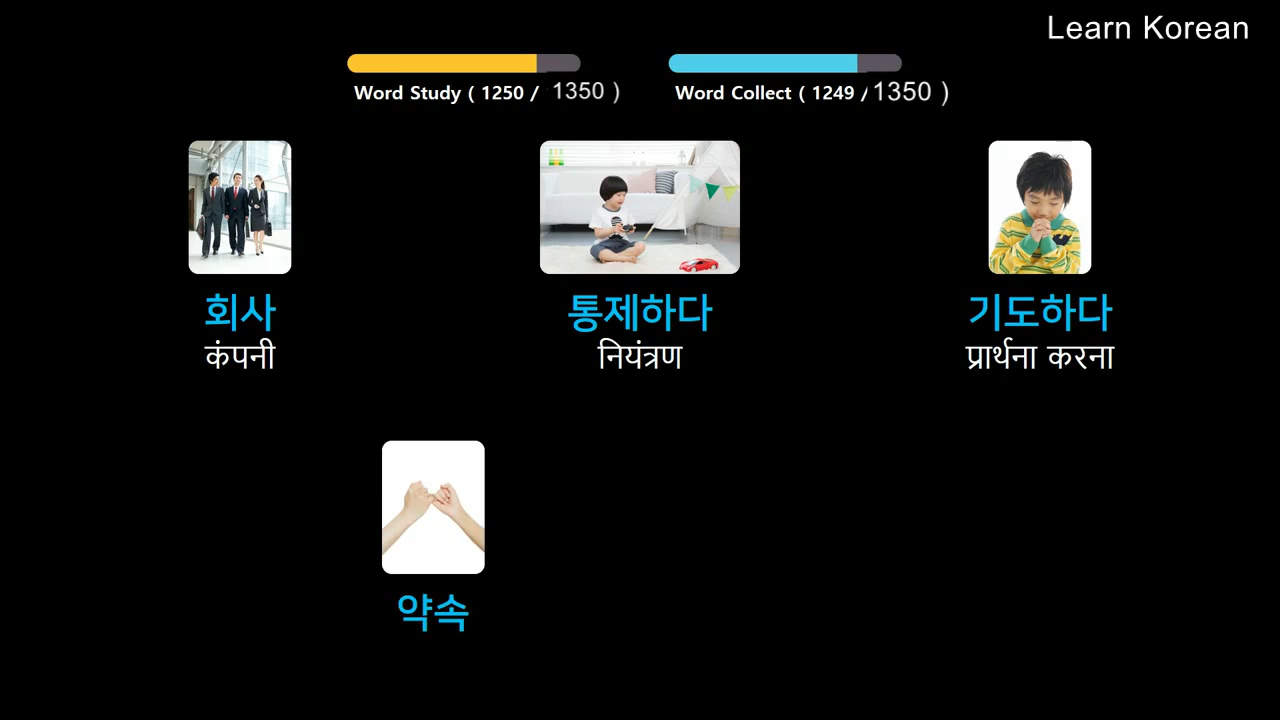 Learn Korean
Word Study ( 1250 / 1350 )
Word Collect ( 1249 / 1350 )
회사
कंपनी
통제하다
नियंत्रण
기도하다
प्रार्थना करना
약속